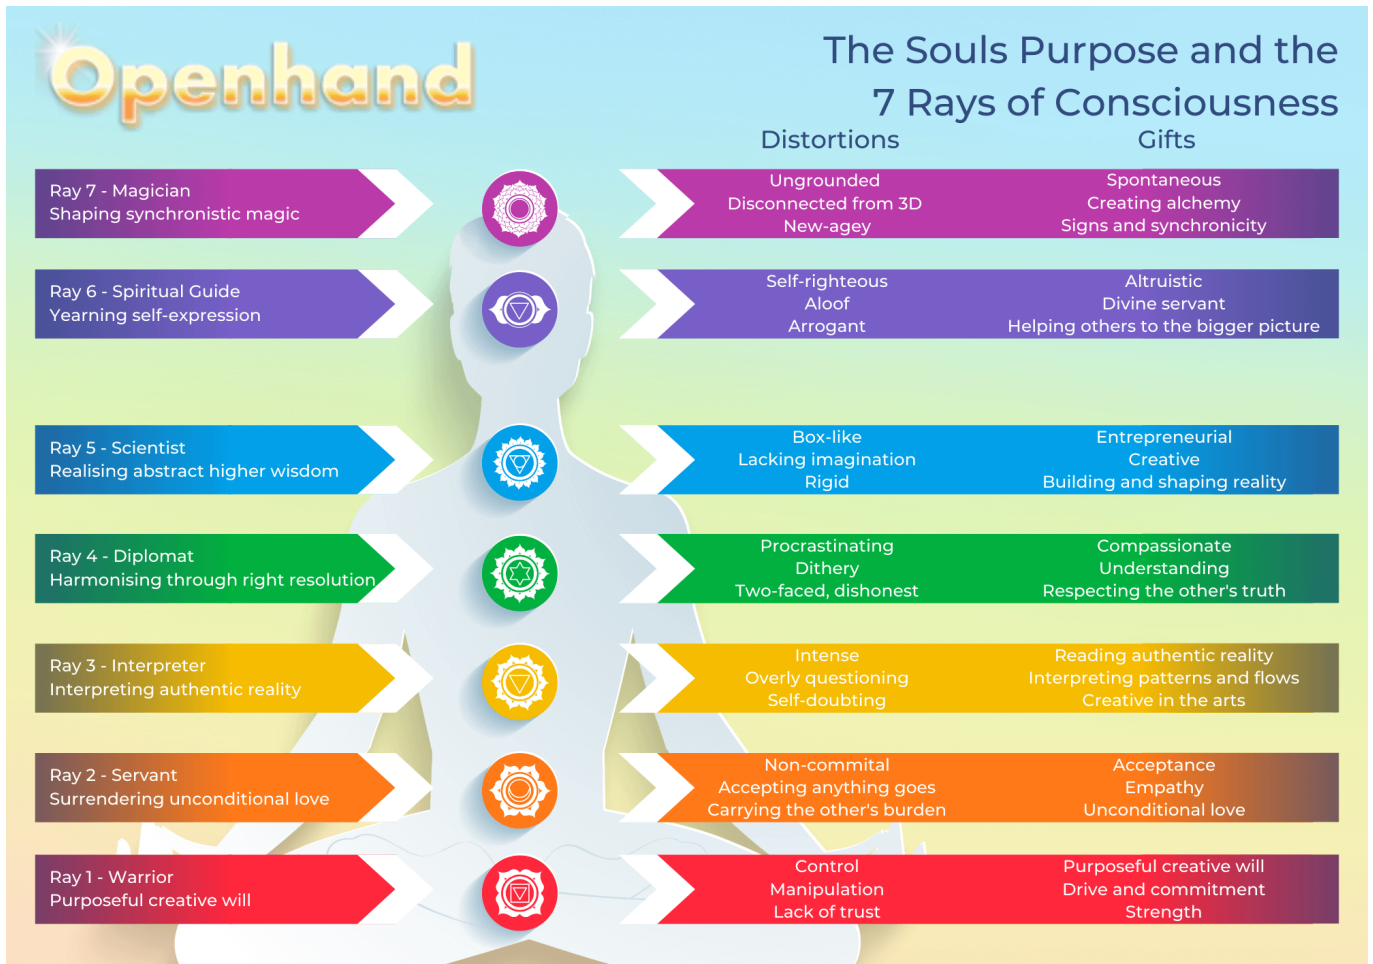 Openhand
The Souls Purpose and the
7 Rays of Consciousness
Distortions
Gifts
Ray 7 - Magician
Shaping synchronistic magic
Ungrounded
Disconnected from 3D
New-agey
Spontaneous
Creating alchemy
Signs and synchronicity
Ray 6 - Spiritual Guide
Yearning self-expression
Self-righteous
Aloof
Arrogant
Altruistic
Divine servant
Helping others to the bigger picture
Ray 5 - Scientist
Realising abstract higher wisdom
Box-like
Lacking imagination
Rigid
Entrepreneurial
Creative
Building and shaping reality
Ray 4 - Diplomat
Harmonising through right resolution
Procrastinating
Dithery
Two-faced, dishonest
Compassionate
Understanding
Respecting the other's truth
Ray 3 - Interpreter
Interpreting authentic reality
Intense
Overly questioning
Self-doubting
Reading authentic reality
Interpreting patterns and flows
Creative in the arts
Ray 2 - Servant
Surrendering unconditional love
Non-commital
Accepting anything goes
Carrying the other's burden
Acceptance
Empathy
Unconditional love
Ray 1 - Warrior
Purposeful creative will
Control
Manipulation
Lack of trust
Purposeful creative will
Drive and commitment
Strength